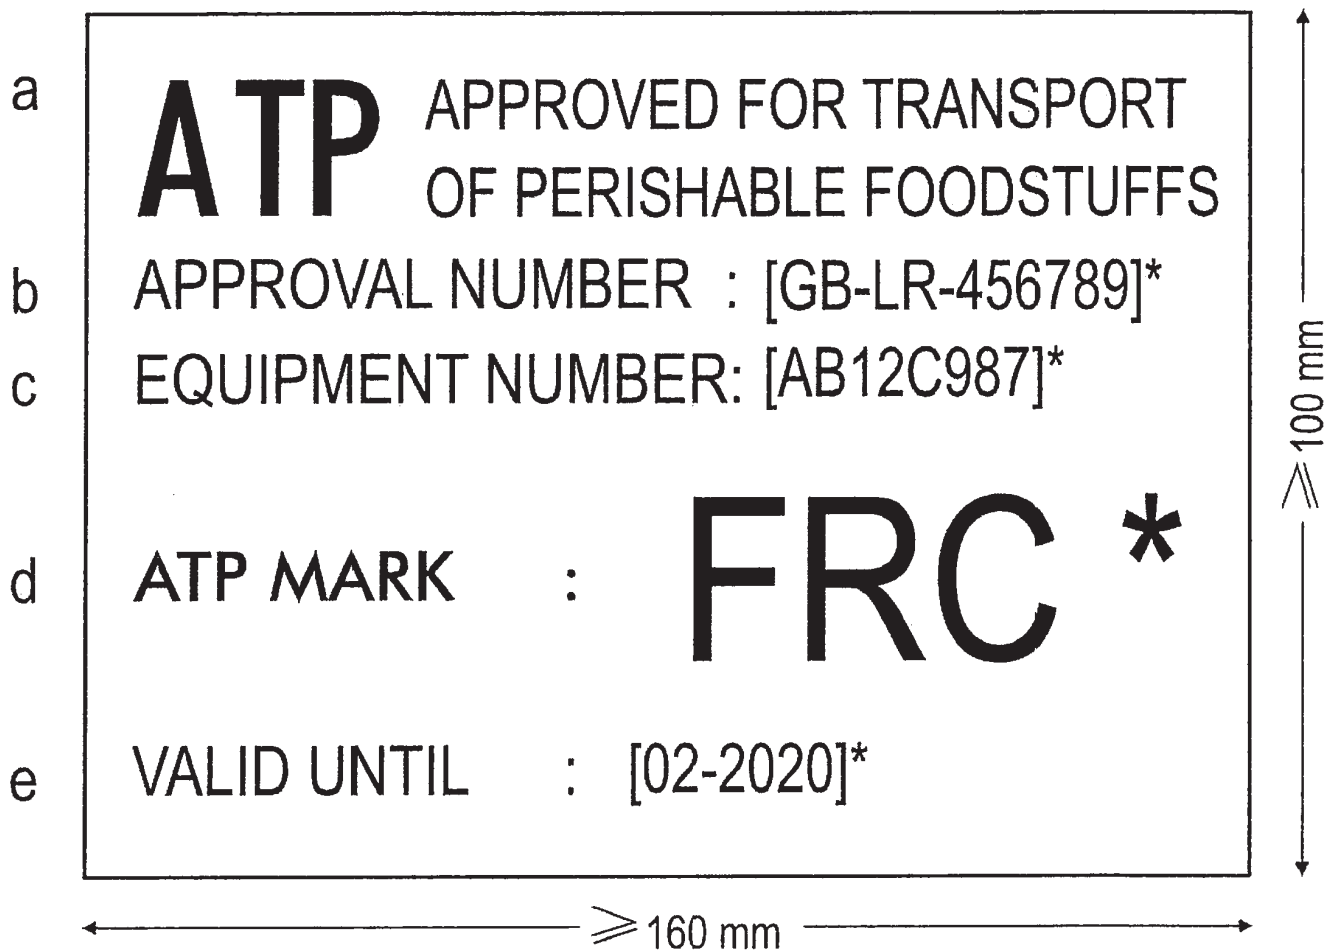 a ATP APPROVED FOR TRANSPORT
OF PERISHABLE FOODSTUFFS
b APPROVAL NUMBER : [GB-LR-456789]*
c EQUIPMENT NUMBER: [AB12C987]*
d ATP MARK : FRC *
e VALID UNTIL : [02-2020]*
⩾ 160 mm
⩾ 100 mm